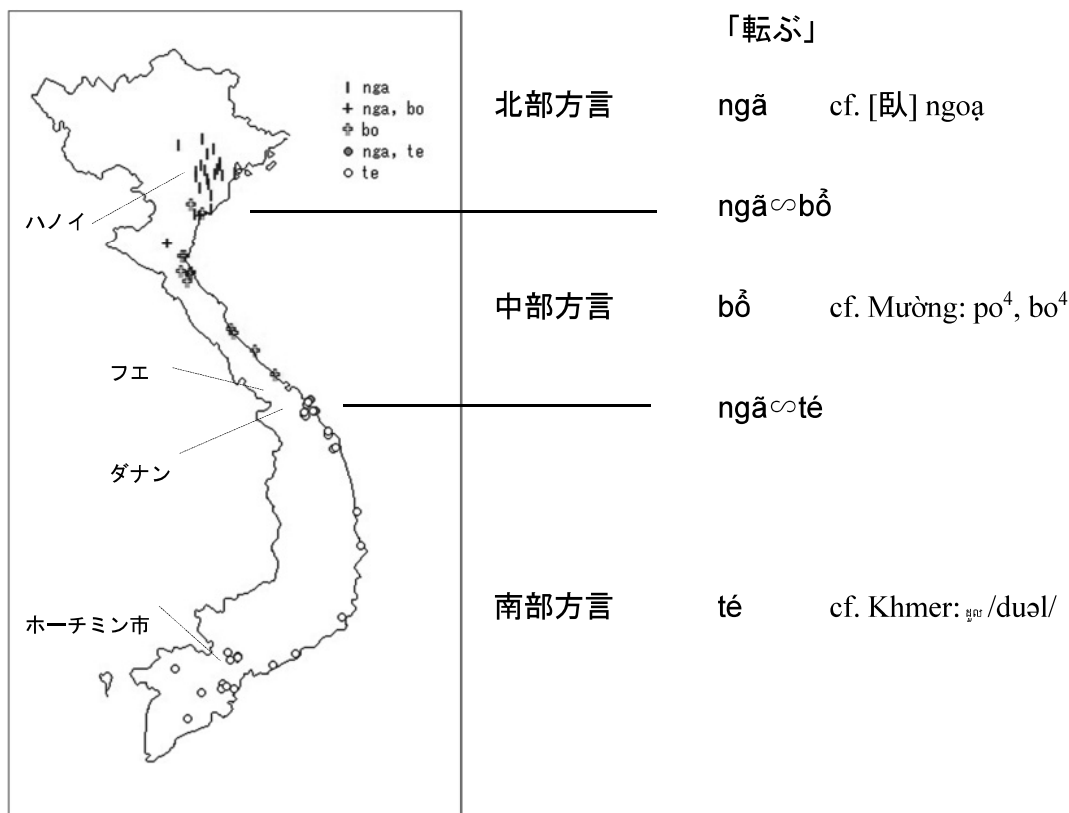 「転ぶ」
nga
nga, bo
bo
nga, te
te
ハノイ
フエ
ダナン
ホーチミン市
北部方言 ngã cf. [臥] ngoạ
ngã∽bổ
中部方言 bổ cf. Mường: po⁴, bo⁴
ngã∽té
南部方言 té cf. Khmer: /duəl/